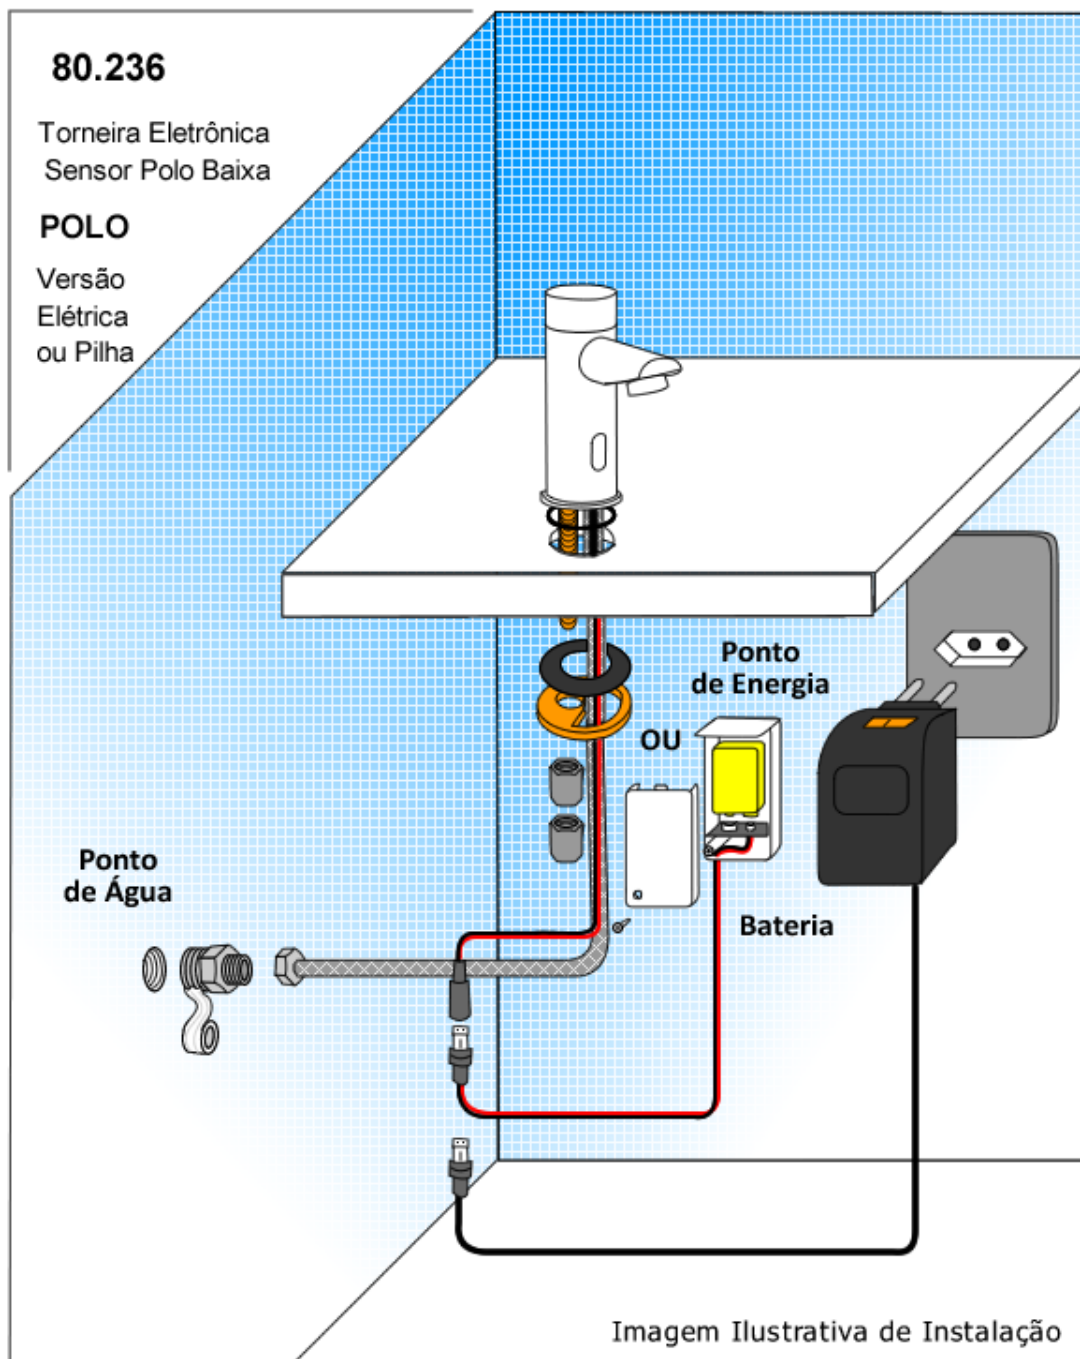 80.236
Torneira Eletrônica
Sensor Polo Baixa
POLO
Versão
Elétrica
ou Pilha
Ponto
de Energia
OU
Ponto
de Água
Bateria
Imagem Ilustrativa de Instalação